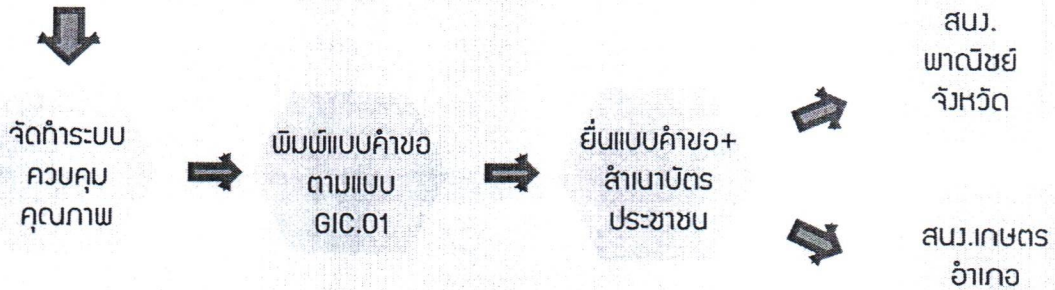 จัดทำระบบ
ควบคุม
คุณภาพ
พิมพ์แบบคำขอ
ตามแบบ
GIC.01
ยื่นแบบคำขอ+
สำเนาบัตร
ประชาชน
สนง.
พาณิชย์
จังหวัด
สนง.เกษตร
อำเภอ